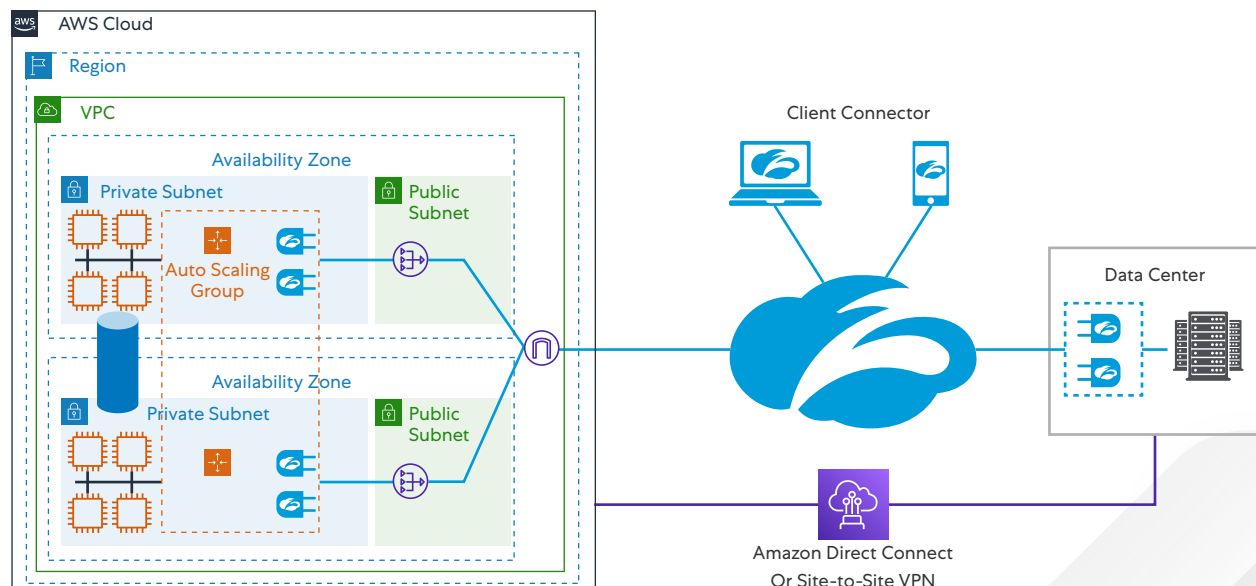 aws
AWS Cloud
Region
VPC
Availability Zone
Private Subnet
Public
Subnet
Auto Scaling
Group
Availability Zone
Private Subnet
Public
Subnet
Client Connector
Data Center
Amazon Direct Connect
Or Site-to-Site VPN